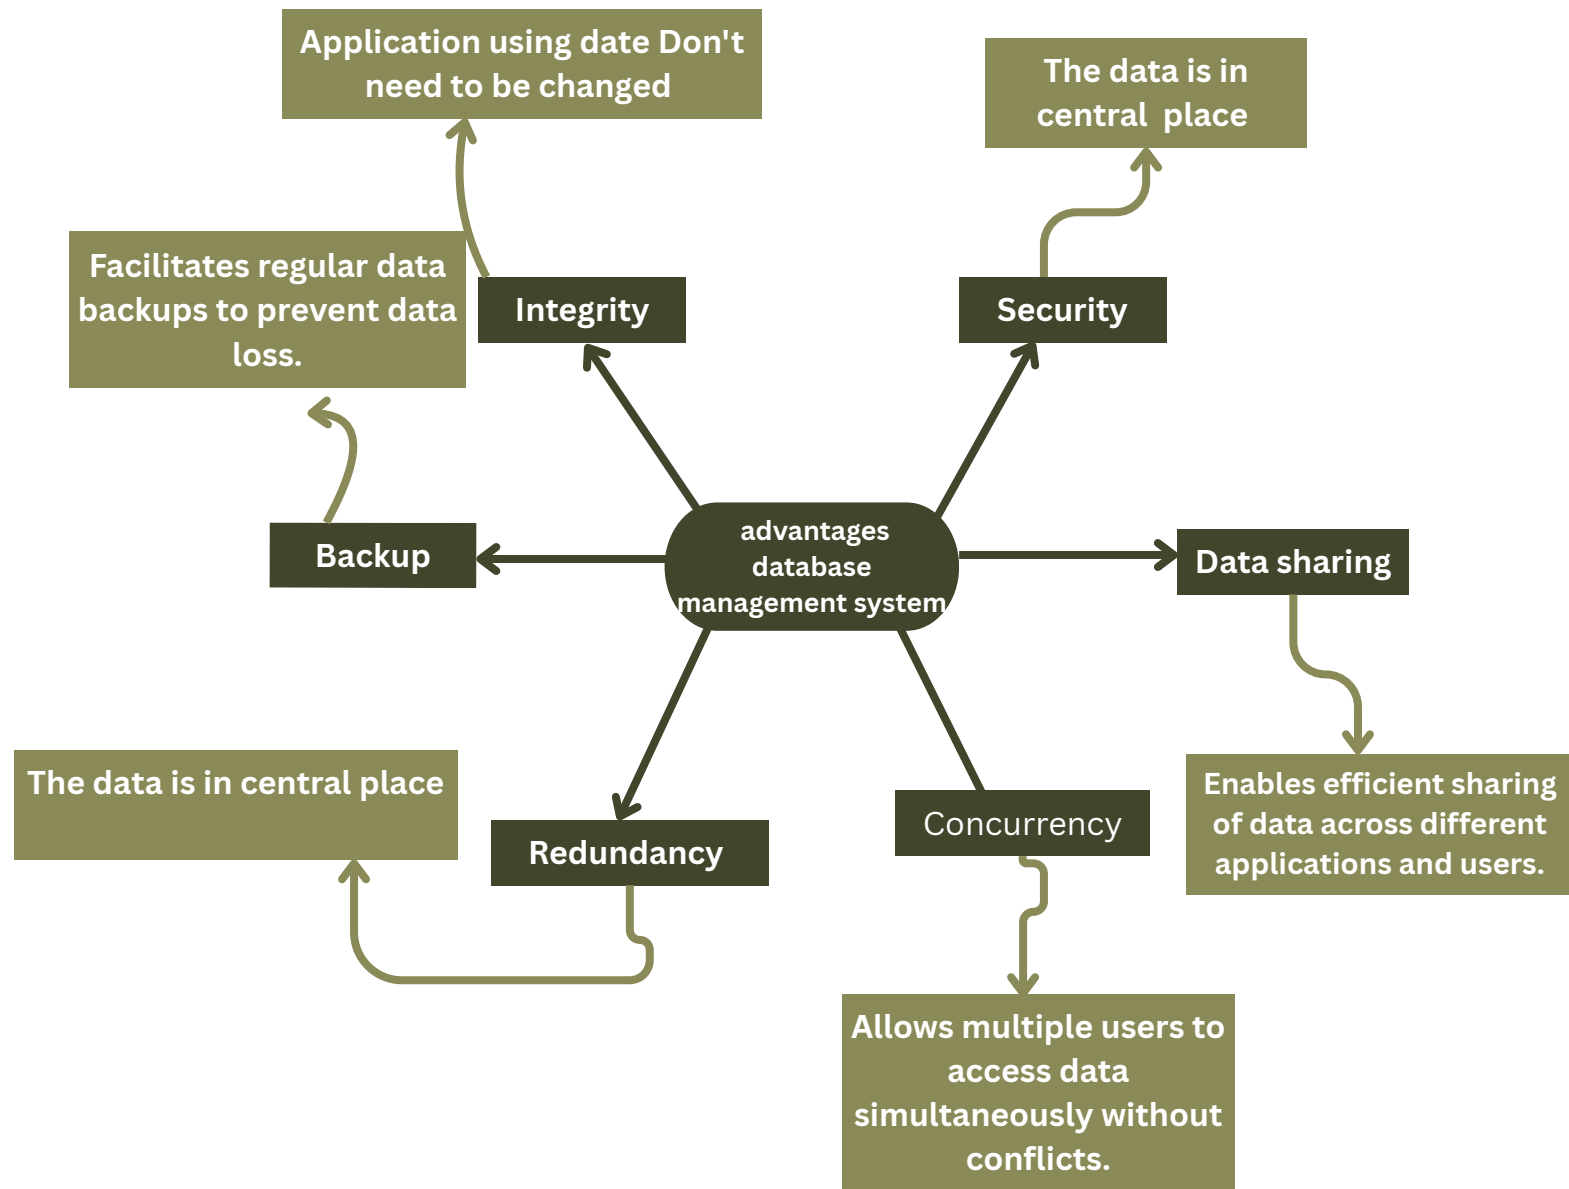 Application using date Don't
need to be changed
The data is in
central place
Facilitates regular data
backups to prevent data
loss.
Integrity
Security
advantages
database
management system
Backup
Data sharing
The data is in central place
Redundancy
Concurrency
Enables efficient sharing
of data across different
applications and users.
Allows multiple users to
access data
simultaneously without
conflicts.